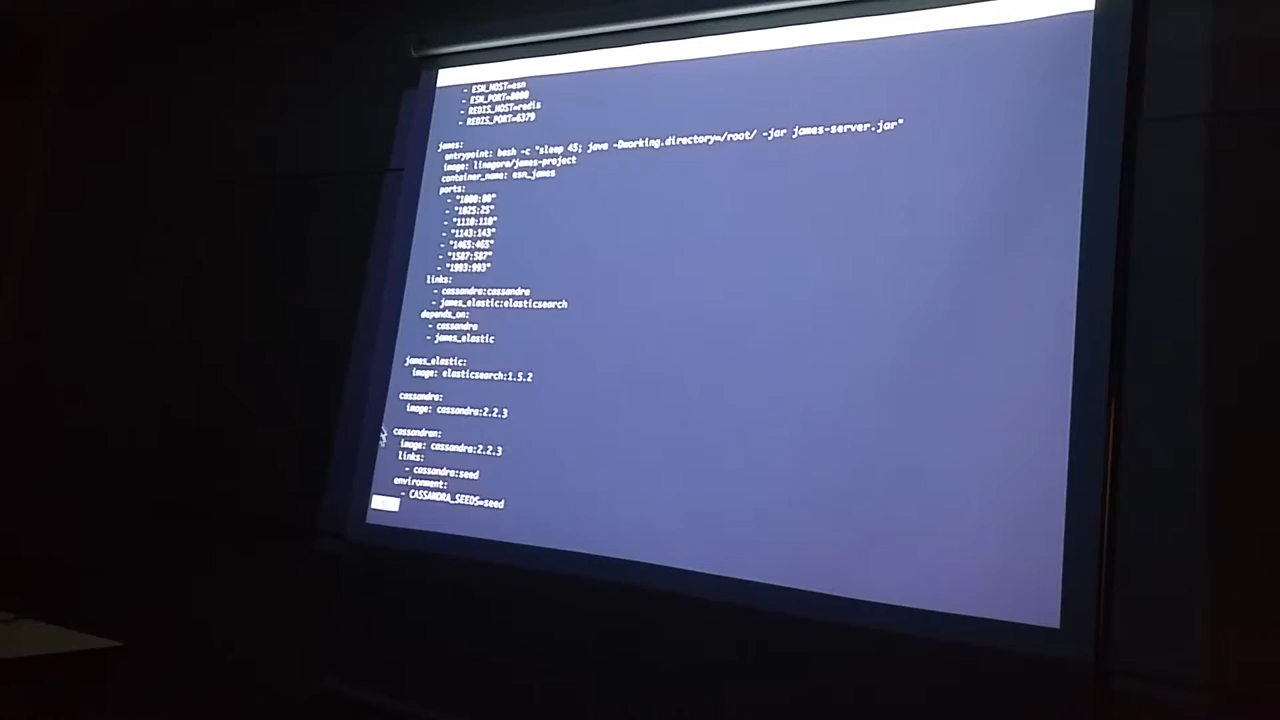 - ESN_HOST=esn
- ESN_PORT=8080
- REDIS_HOST=redis
- REDIS_PORT=6379
james:
entrypoint: bash -c "sleep 45; java -Dworking.directory=/root/ -jar james-server.jar"
image: linagora/james-project
container_name: esn_james
ports:
- "1080:80"
- "1025:25"
- "1110:110"
- "1143:143"
- "1465:465"
- "1587:587"
- "1993:993"
links:
- cassandra:cassandra
- james_elastic:elasticsearch
depends_on:
- cassandra
- james_elastic
james_elastic:
image: elasticsearch:1.5.2
cassandra:
image: cassandra:2.2.3
cassandran:
image: cassandra:2.2.3
links:
- cassandra:seed
environment:
- CASSANDRA_SEEDS=seed